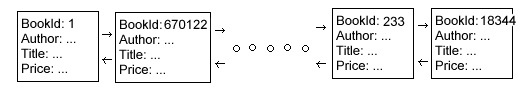 BookId: 1
Author: ...
Title: ...
Price: ...
BookId:670122
Author: ...
Title: ...
Price: ...
BookId: 233
Author: ...
Title: ...
Price: ...
BookId:18344
Author: ...
Title: ...
Price: ...